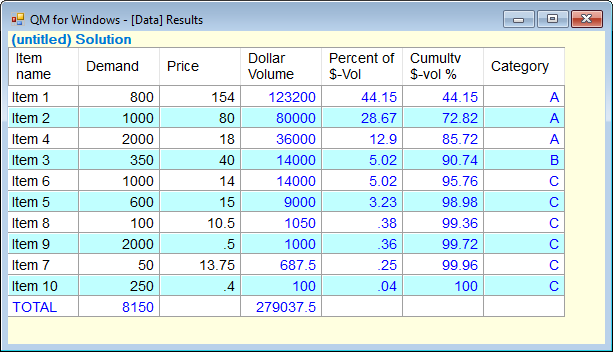 QM for Windows - [Data] Results
(untitled) Solution
Item name Demand Price Dollar Volume Percent of $-Vol Cumultv $-vol % Category
Item 1 800 154 123200 44.15 44.15 A
Item 2 1000 80 80000 28.67 72.82 A
Item 4 2000 18 36000 12.9 85.72 A
Item 3 350 40 14000 5.02 90.74 B
Item 6 1000 14 14000 5.02 95.76 C
Item 5 600 15 9000 3.23 98.98 C
Item 8 100 10.5 1050 .38 99.36 C
Item 9 2000 .5 1000 .36 99.72 C
Item 7 50 13.75 687.5 .25 99.96 C
Item 10 250 .4 100 .04 100 C
TOTAL 8150 279037.5